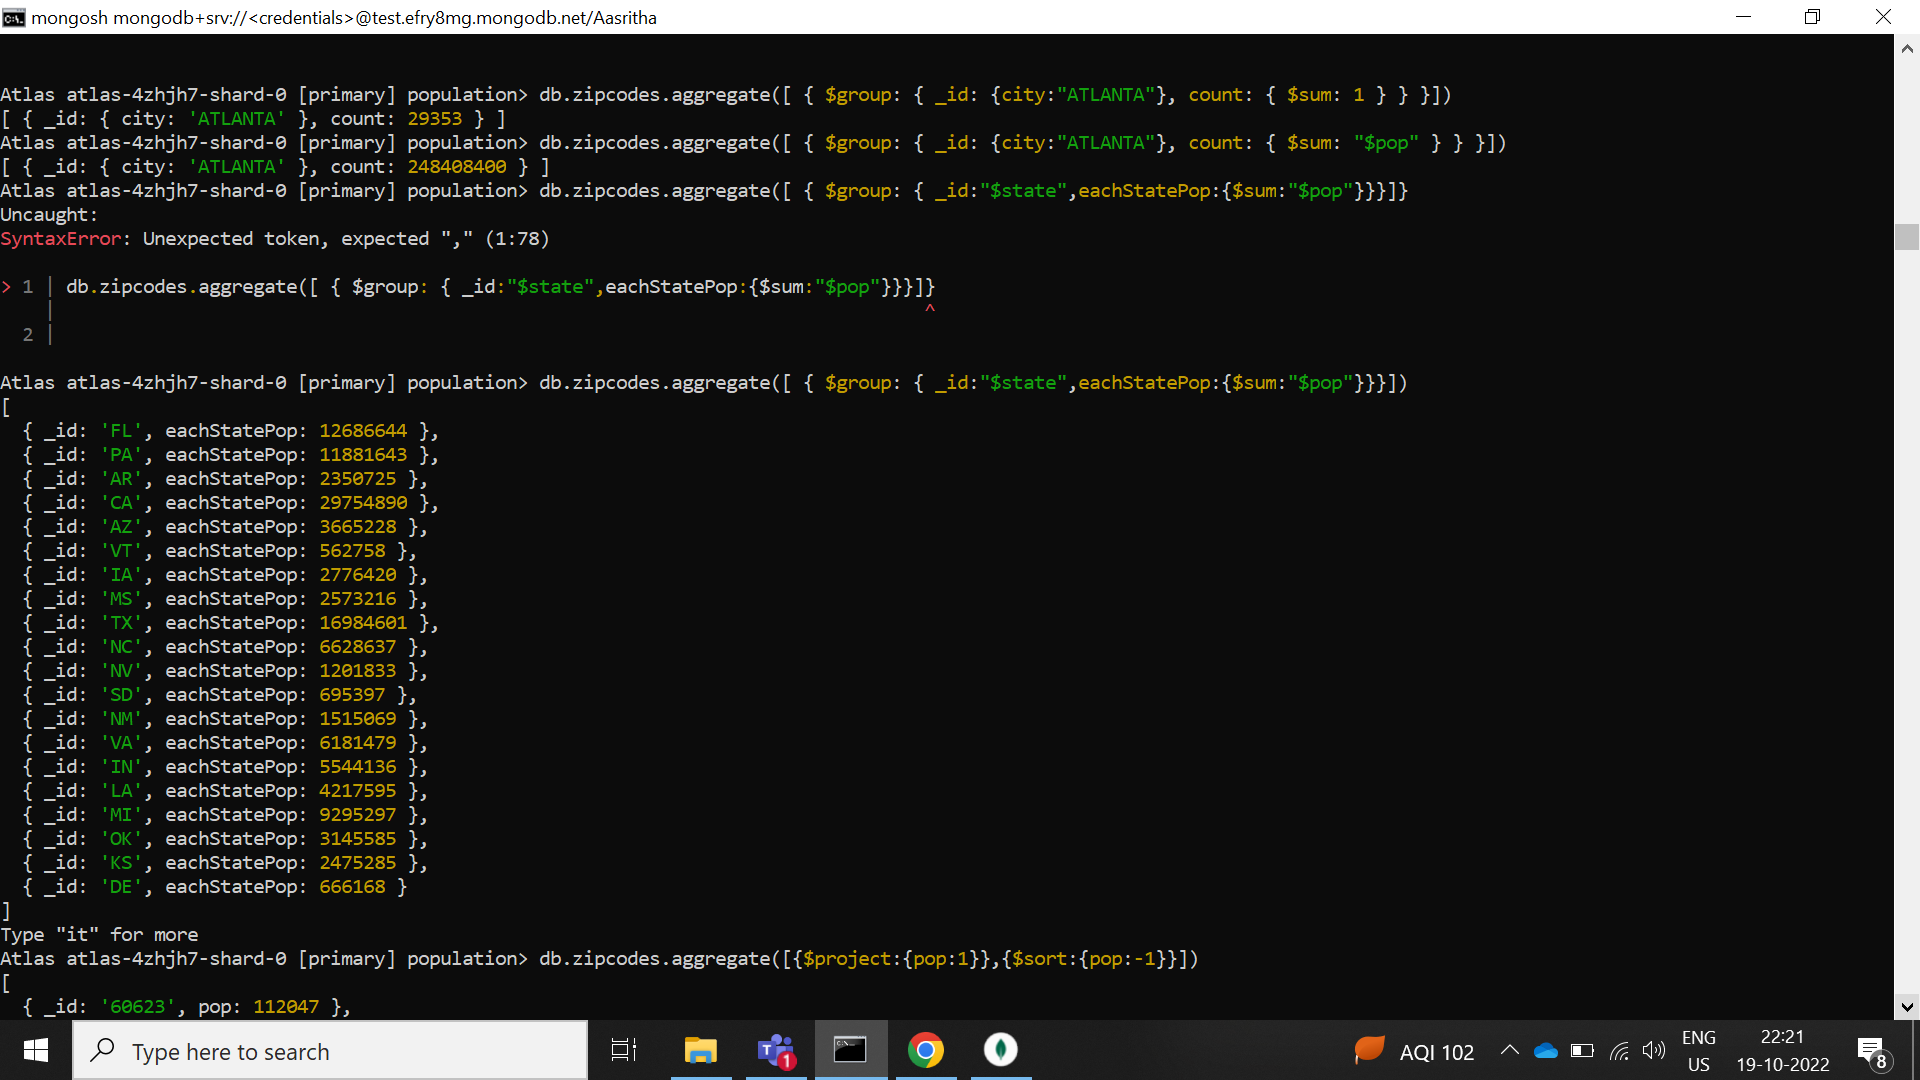 mongosh mongodb+srv://<credentials>@test.efry8mg.mongodb.net/Aasritha
Atlas atlas-4zhjh7-shard-0 [primary] population> db.zipcodes.aggregate([ { $group: { _id: {city:"ATLANTA"}, count: { $sum: 1 } } }])
[ { _id: { city: 'ATLANTA' }, count: 29353 } ]
Atlas atlas-4zhjh7-shard-0 [primary] population> db.zipcodes.aggregate([ { $group: { _id: {city:"ATLANTA"}, count: { $sum: "$pop" } } }])
[ { _id: { city: 'ATLANTA' }, count: 248408400 } ]
Atlas atlas-4zhjh7-shard-0 [primary] population> db.zipcodes.aggregate([ { $group: { _id:"$state",eachStatePop:{$sum:"$pop"}}}]}
Uncaught:
SyntaxError: Unexpected token, expected "," (1:78)
> 1 | db.zipcodes.aggregate([ { $group: { _id:"$state",eachStatePop:{$sum:"$pop"}}}]}
| ^
2 |
Atlas atlas-4zhjh7-shard-0 [primary] population> db.zipcodes.aggregate([ { $group: { _id:"$state",eachStatePop:{$sum:"$pop"}}}])
[
{ _id: 'FL', eachStatePop: 12686644 },
{ _id: 'PA', eachStatePop: 11881643 },
{ _id: 'AR', eachStatePop: 2350725 },
{ _id: 'CA', eachStatePop: 29754890 },
{ _id: 'AZ', eachStatePop: 3665228 },
{ _id: 'VT', eachStatePop: 562758 },
{ _id: 'IA', eachStatePop: 2776420 },
{ _id: 'MS', eachStatePop: 2573216 },
{ _id: 'TX', eachStatePop: 16984601 },
{ _id: 'NC', eachStatePop: 6628637 },
{ _id: 'NV', eachStatePop: 1201833 },
{ _id: 'SD', eachStatePop: 695397 },
{ _id: 'NM', eachStatePop: 1515069 },
{ _id: 'VA', eachStatePop: 6181479 },
{ _id: 'IN', eachStatePop: 5544136 },
{ _id: 'LA', eachStatePop: 4217595 },
{ _id: 'MI', eachStatePop: 9295297 },
{ _id: 'OK', eachStatePop: 3145585 },
{ _id: 'KS', eachStatePop: 2475285 },
{ _id: 'DE', eachStatePop: 666168 }
]
Type "it" for more
Atlas atlas-4zhjh7-shard-0 [primary] population> db.zipcodes.aggregate([{$project:{pop:1}},{$sort:{pop:-1}}])
[
{ _id: '60623', pop: 112047 },
Type here to search
1
AQI 102
ENG
US
22:21
19-10-2022
8